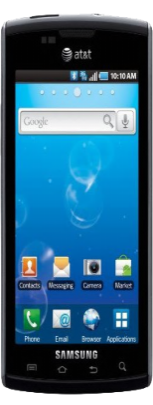 at&t
10:10 AM
Google
Contacts Messaging Camera Market
Phone Email Browser Applications
SAMSUNG